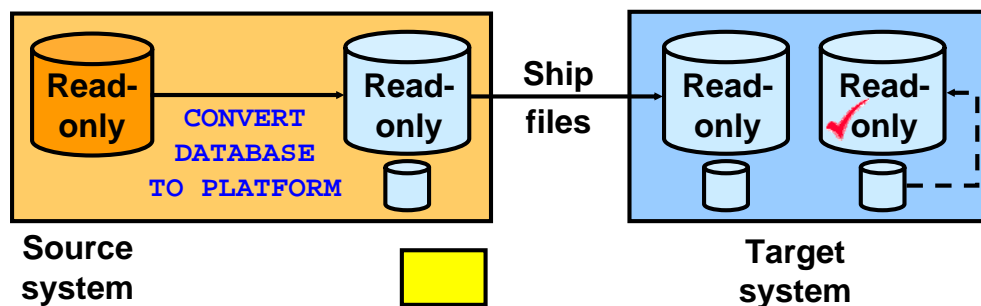 Read-
only
CONVERT
DATABASE
TO PLATFORM
Read-
only
Ship
files
Read-
only
Read-
only
Source
system
Target
system